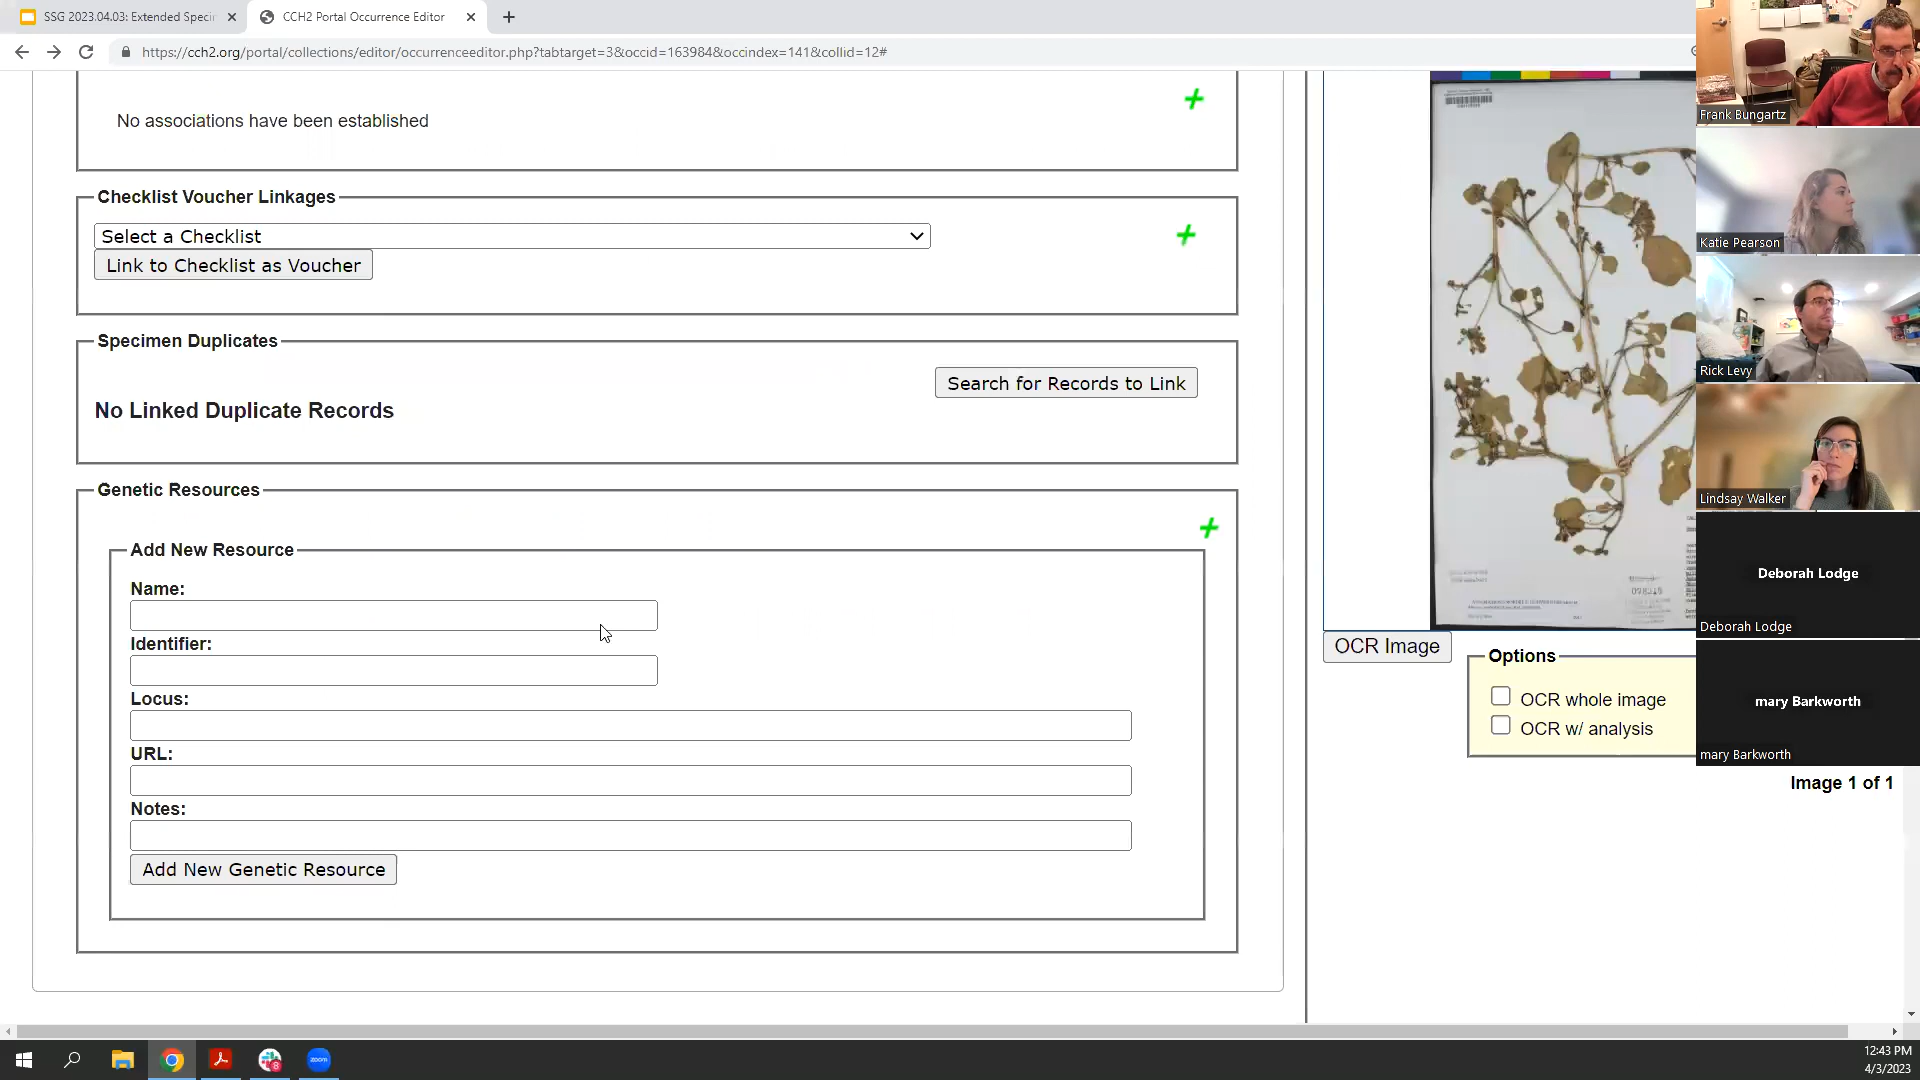 SSG 2023.04.03: Extended Speci
CCH2 Portal Occurrence Editor
https://cch2.org/portal/collections/editor/occurrenceeditor.php?tabtarget=3&occid=163984&occindex=141&collid=12#
No associations have been established
Checklist Voucher Linkages
Select a Checklist
Link to Checklist as Voucher
Specimen Duplicates
Search for Records to Link
No Linked Duplicate Records
Genetic Resources
Add New Resource
Name:
Identifier:
Locus:
URL:
Notes:
Add New Genetic Resource
OCR Image
Options
OCR whole image
OCR w/ analysis
Image 1 of 1
Frank Bungartz
Katie Pearson
Rick Levy
Lindsay Walker
Deborah Lodge
Deborah Lodge
mary Barkworth
mary Barkworth
zoom
8
12:43 PM
4/3/2023